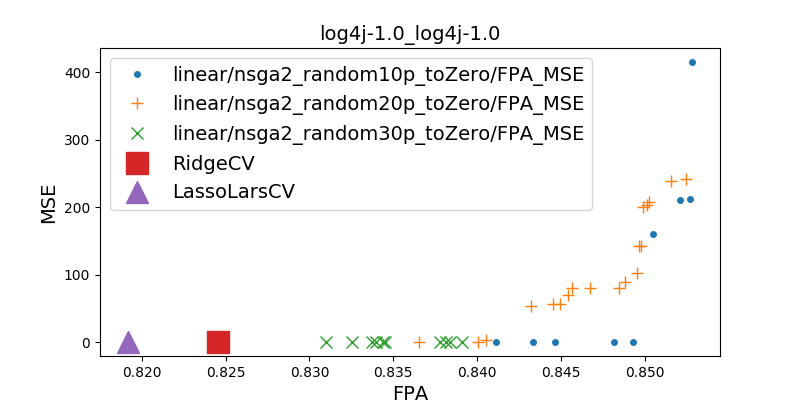 log4j-1.0_log4j-1.0
linear/nsga2_random10p_toZero/FPA_MSE
linear/nsga2_random20p_toZero/FPA_MSE
linear/nsga2_random30p_toZero/FPA_MSE
RidgeCV
LassoLarsCV
MSE
400
300
200
100
0
0.820 0.825 0.830 0.835 0.840 0.845 0.850
FPA